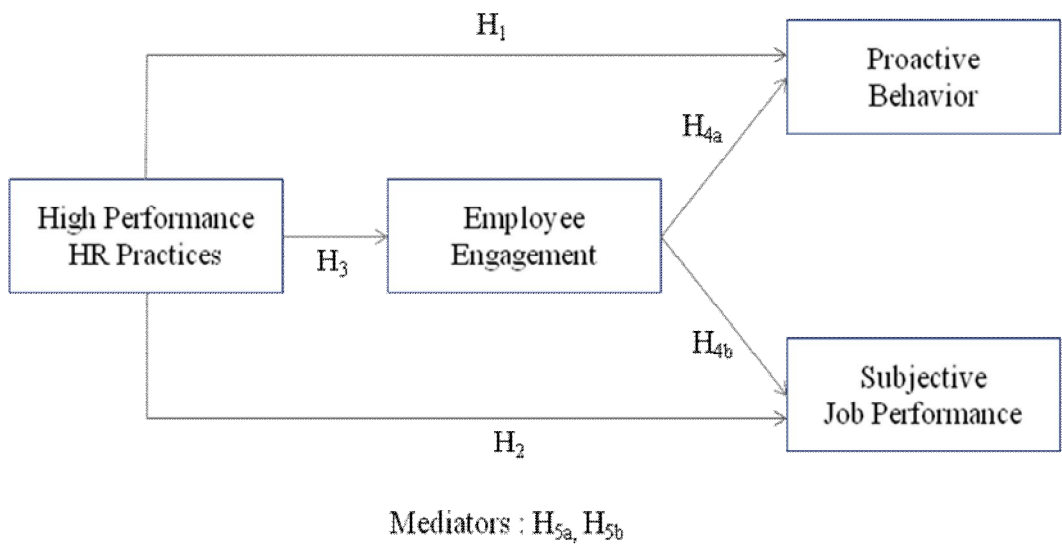 H₁
Proactive
Behavior
H₄ₐ
High Performance
HR Practices
H₃
Employee
Engagement
H₄b
Subjective
Job Performance
H₂
Mediators : H₅ₐ, H₅b